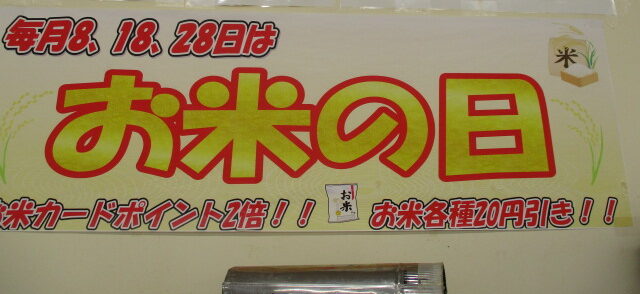 毎月8、18、28日は
お米の日
米
お米
お米カードポイント2倍!! お米各種20円引き!!